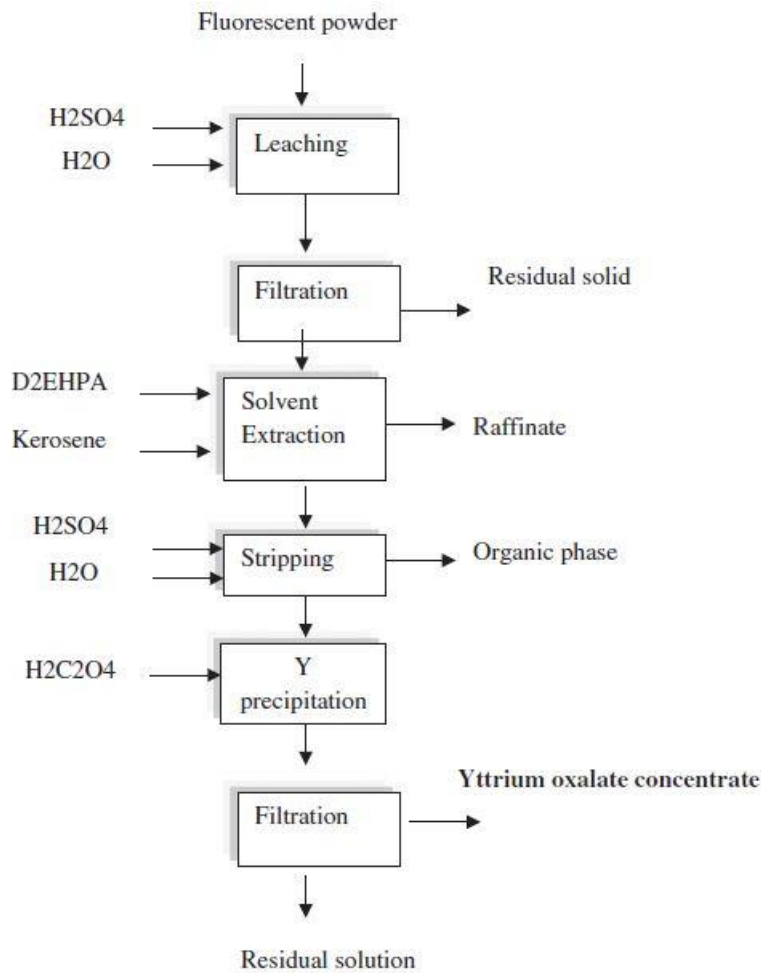 Fluorescent powder
H2SO4
H2O
Leaching
Filtration
Residual solid
D2EHPA
Kerosene
Solvent
Extraction
Raffinate
H2SO4
H2O
Stripping
Organic phase
H2C2O4
Y
precipitation
Filtration
Yttrium oxalate concentrate
Residual solution